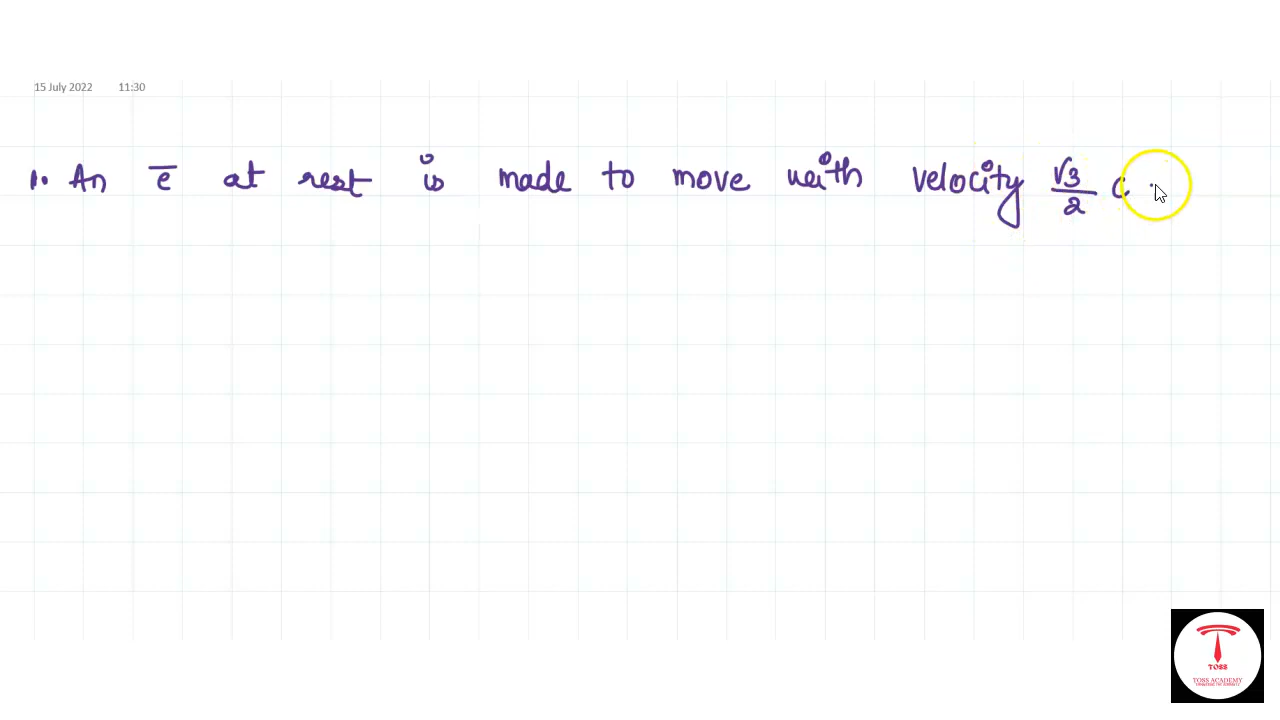 15 July 2022 11:30
1. An e̅ at rest is made to move with velocity √3/2 c
TOSS
TOSS ACADEMY